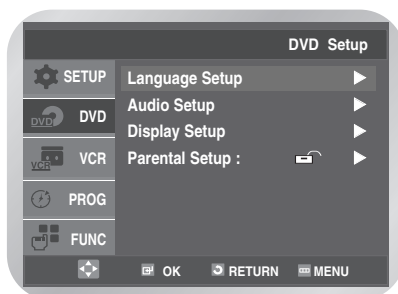 DVD Setup
SETUP
DVD DVD
VCR VCR
PROG
FUNC
Language Setup
Audio Setup
Display Setup
Parental Setup :
OK RETURN MENU